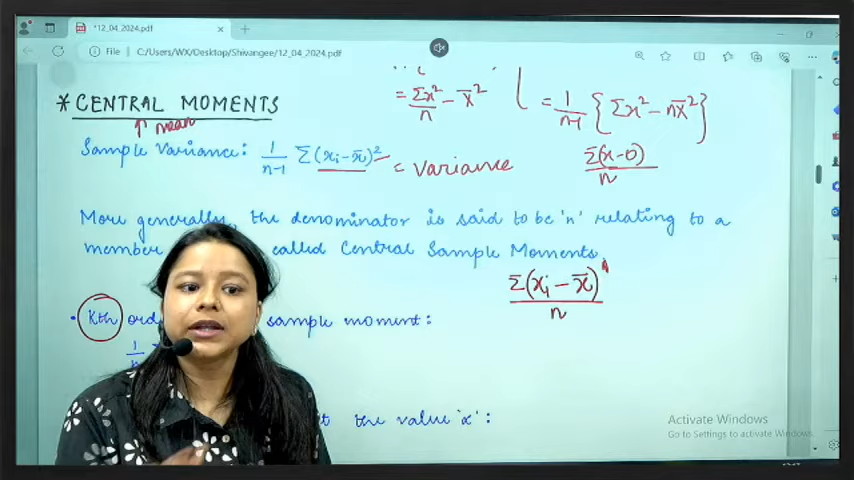 *12_04_2024.pdf
File | C:/Users/WX/Desktop/Shivangee/12_04_2024.pdf
= Σx²/n - x̄²
= 1/n-1 { Σx² - nx̄² }
* CENTRAL MOMENTS
↑ mean
Sample Variance: 1/n-1 Σ(xᵢ-x̄)² = Variance
Σ(x-0)/n
More generally, the denominator is said to be 'n' relating to a
member called Central Sample Moments.
Σ(xᵢ - x̄)/n
• Kth sample moment:
the value 'x':
Activate Windows
Go to Settings to activate Windows.